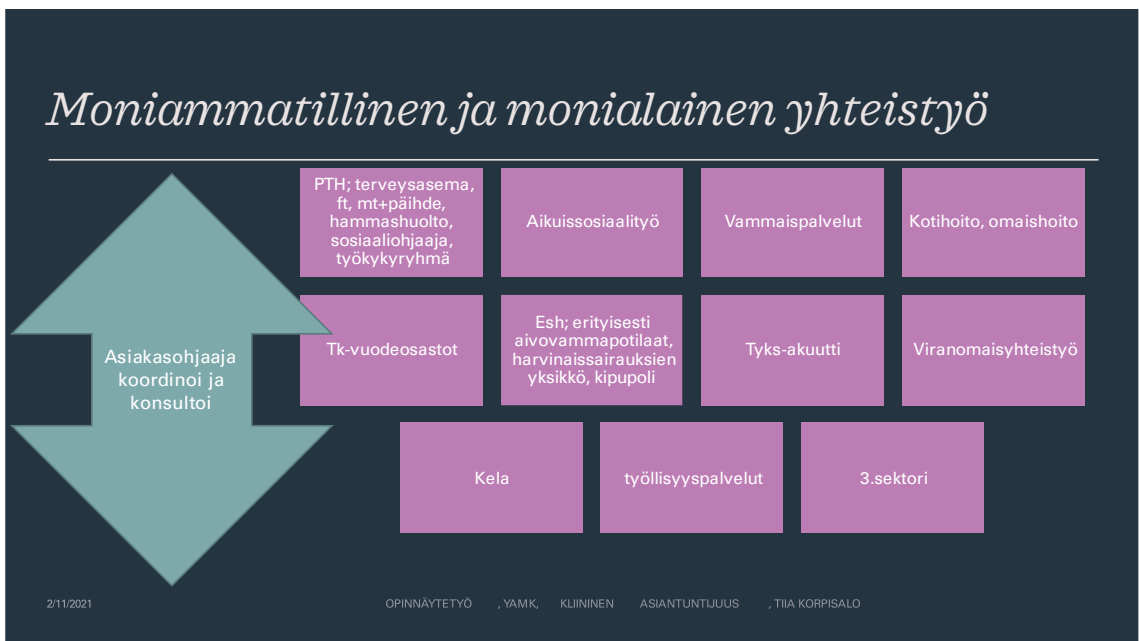 Moniammatillinen ja monialainen yhteistyö
PTH; terveysasema,
ft, mt+päihde,
hammashuolto,
sosiaaliohjaaja,
työkykyryhmä
Aikuissosiaalityö
Vammaispalvelut
Kotihoito, omaishoito
Asiakasohjaaja
koordinoi ja
konsultoi
Tk-vuodeosastot
Esh; erityisesti
aivovammapotilaat,
harvinaissairauksien
yksikkö, kipupoli
Tyks-akuutti
Viranomaisyhteistyö
Kela
työllisyyspalvelut
3.sektori
2/11/2021
OPINNÄYTETYÖ , YAMK, KLIININEN ASIANTUNTIJUUS , TIIA KORPISALO